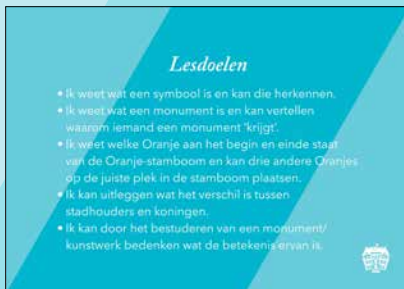 Lesdoelen
• Ik weet wat een symbool is en kan die herkennen.
• Ik weet wat een monument is en kan vertellen
waarom iemand een monument 'krijgt'.
• Ik weet welke Oranje aan het begin en einde staat
van de Oranje-stamboom en kan drie andere Oranjes
op de juiste plek in de stamboom plaatsen.
• Ik kan uitleggen wat het verschil is tussen
stadhouders en koningen.
• Ik kan door het bestuderen van een monument/
kunstwerk bedenken wat de betekenis ervan is.